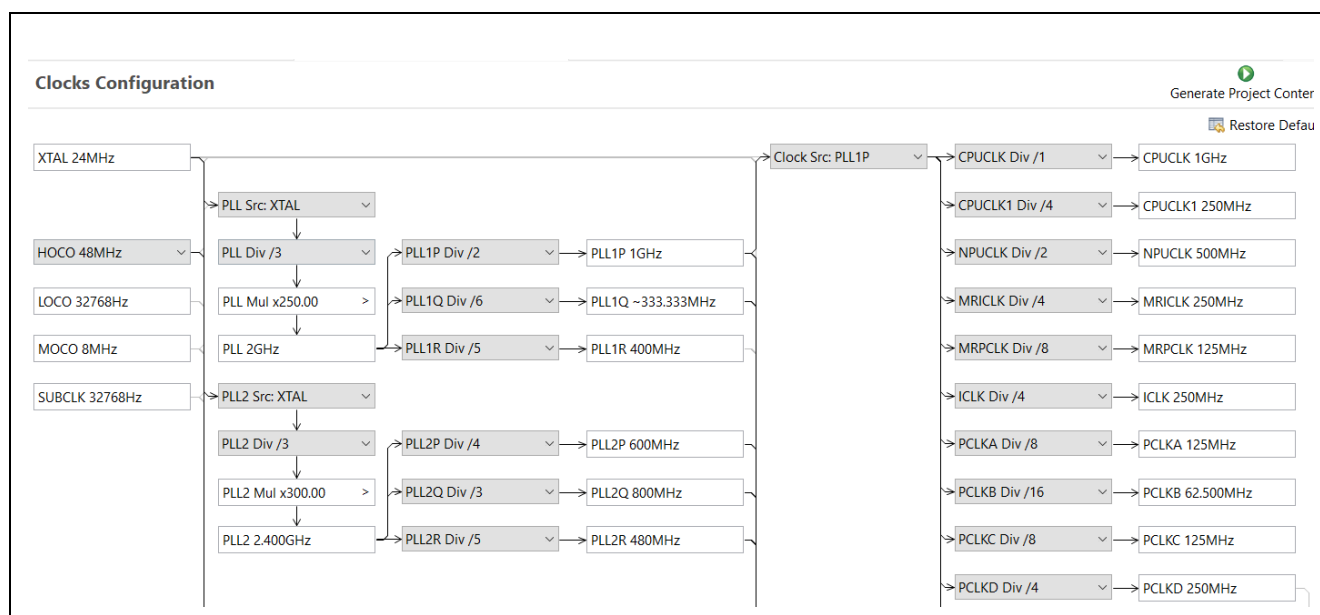 Clocks Configuration
Generate Project Conter
Restore Defau
XTAL 24MHz
Clock Src: PLL1P
CPUCLK Div /1
CPUCLK 1GHz
PLL Src: XTAL
CPUCLK1 Div /4
CPUCLK1 250MHz
HOCO 48MHz
PLL Div /3
PLL1P Div /2
PLL1P 1GHz
NPUCLK Div /2
NPUCLK 500MHz
LOCO 32768Hz
PLL Mul x250.00 >
PLL1Q Div /6
PLL1Q ~333.333MHz
MRICLK Div /4
MRICLK 250MHz
MOCO 8MHz
PLL 2GHz
PLL1R Div /5
PLL1R 400MHz
MRPCLK Div /8
MRPCLK 125MHz
SUBCLK 32768Hz
PLL2 Src: XTAL
ICLK Div /4
ICLK 250MHz
PLL2 Div /3
PLL2P Div /4
PLL2P 600MHz
PCLKA Div /8
PCLKA 125MHz
PLL2 Mul x300.00 >
PLL2Q Div /3
PLL2Q 800MHz
PCLKB Div /16
PCLKB 62.500MHz
PLL2 2.400GHz
PLL2R Div /5
PLL2R 480MHz
PCLKC Div /8
PCLKC 125MHz
PCLKD Div /4
PCLKD 250MHz